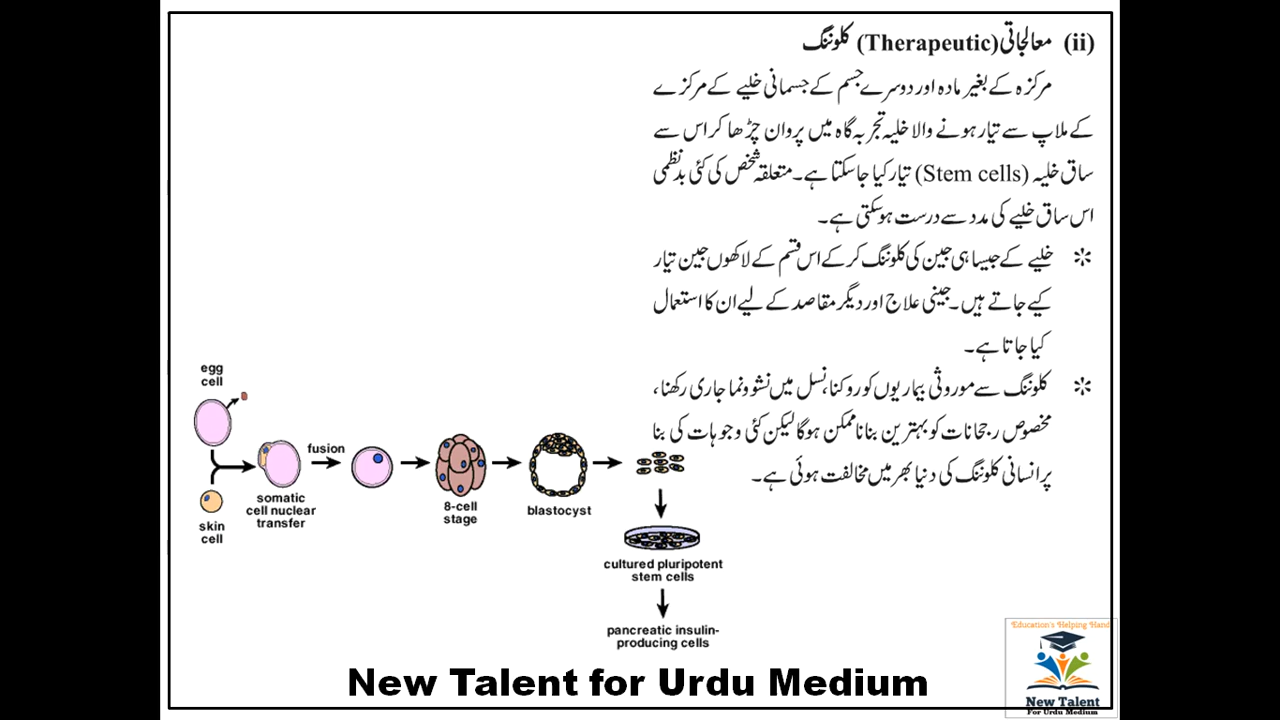 (ii) معالجاتی (Therapeutic) کلوننگ
مرکزہ کے بغیر مادہ اور دوسرے جسم کے جسمانی خلیے کے مرکزے
کے ملاپ سے تیار ہونے والا خلیہ تجربہ گاہ میں پروان چڑھا کر اس سے
ساق خلیہ (Stem cells) تیار کیا جاسکتا ہے۔ متعلقہ شخص کی کئی بدنظمی
اس ساق خلیے کی مدد سے درست ہوسکتی ہے۔
* خلیے کے جیسا ہی جین کی کلوننگ کرکے اس قسم کے لاکھوں جین تیار
کیے جاتے ہیں۔ جینی علاج اور دیگر مقاصد کے لیے ان کا استعمال
کیا جاتا ہے۔
* کلوننگ سے موروثی بیماریوں کو روکنا، نسل میں نشوونما جاری رکھنا،
مخصوص رجحانات کو بہترین بنانا ممکن ہوگا لیکن کئی وجوہات کی بنا
پر انسانی کلوننگ کی دنیا بھر میں مخالفت ہوئی ہے۔
egg
cell
skin
cell
somatic
cell nuclear
transfer
fusion
8-cell
stage
blastocyst
cultured pluripotent
stem cells
pancreatic insulin-
producing cells
New Talent for Urdu Medium
Education's Helping Hand
New Talent
For Urdu Medium